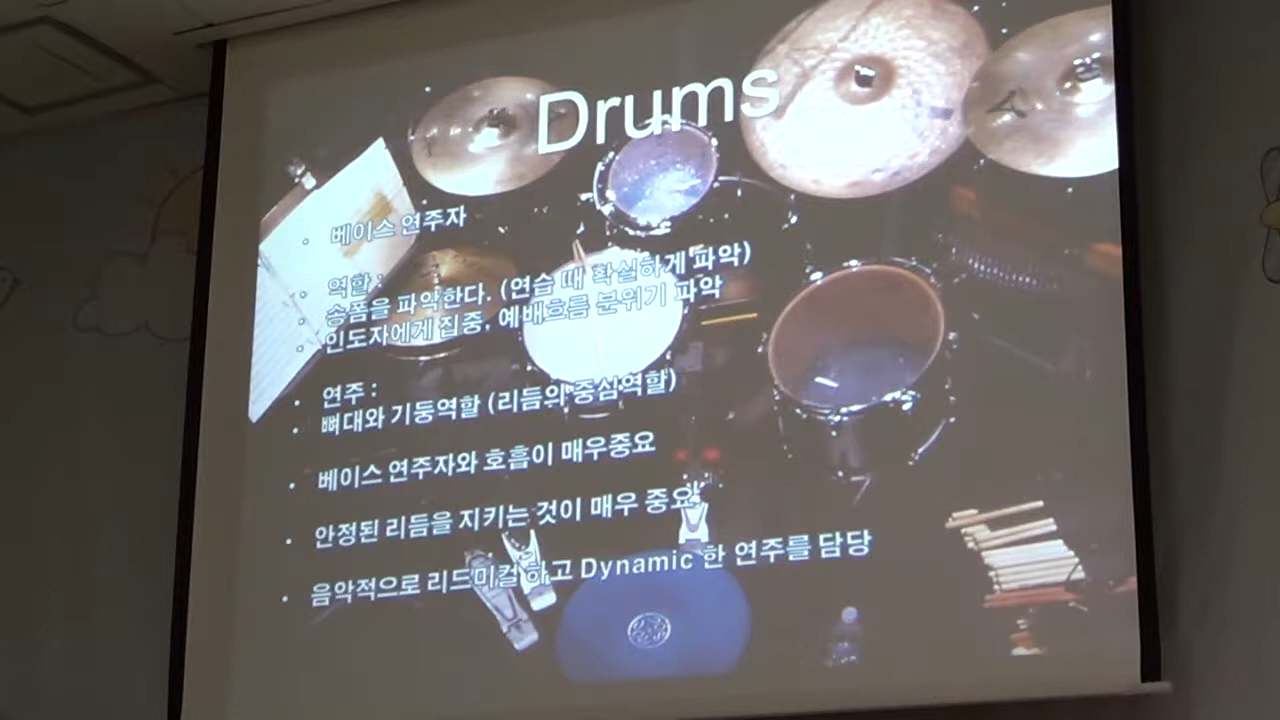 Drums
• 베이스 연주자
• 역할 :
• 송폼을 파악한다. (연습 때 확실하게 파악)
• 인도자에게 집중, 예배흐름 분위기 파악
• 연주 :
• 뼈대와 기둥역할 (리듬의 중심역할)
• 베이스 연주자와 호흡이 매우중요
• 안정된 리듬을 지키는 것이 매우 중요
• 음악적으로 리드미컬 하고 Dynamic 한 연주를 담당